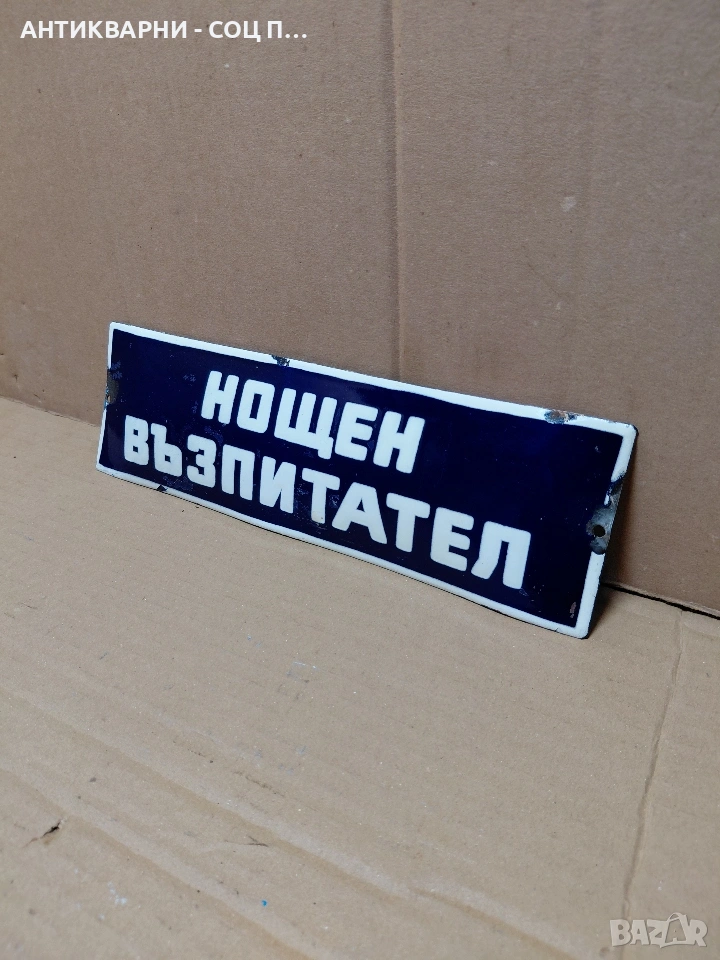 АНТИКВАРНИ - СОЦ П...
НОЩЕН
ВЪЗПИТАТЕЛ
BAZAR